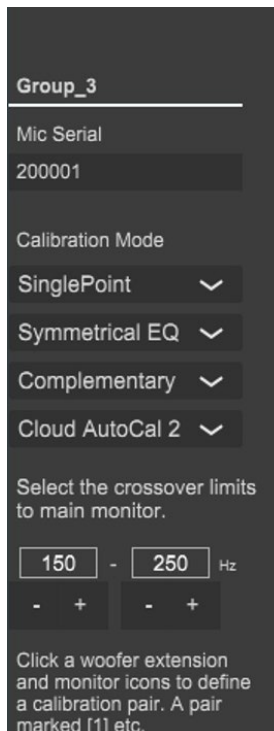 Group_3
Mic Serial
200001
Calibration Mode
SinglePoint
Symmetrical EQ
Complementary
Cloud AutoCal 2
Select the crossover limits
to main monitor.
150 - 250 Hz
- + - +
Click a woofer extension
and monitor icons to define
a calibration pair. A pair
marked [1] etc.